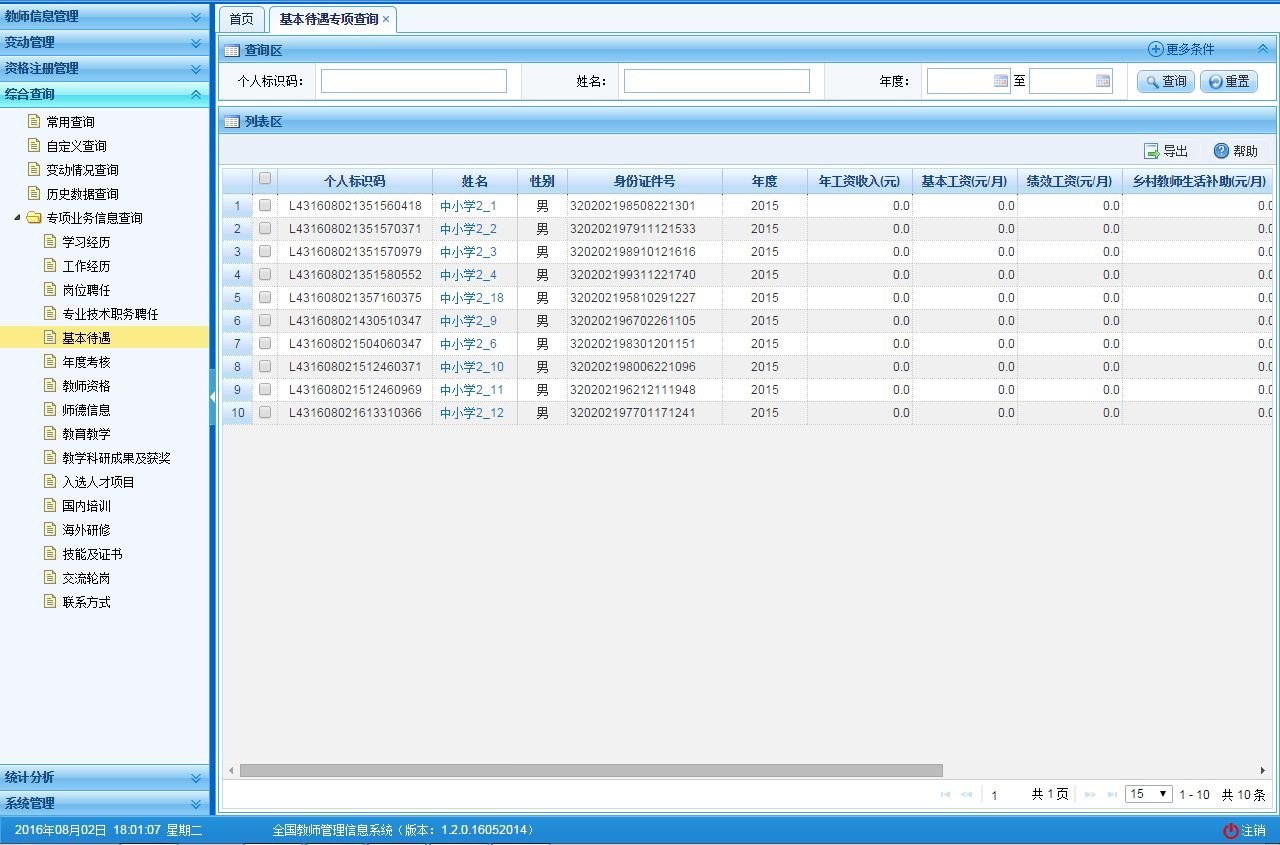 教师信息管理
变动管理
资格注册管理
综合查询
常用查询
自定义查询
变动情况查询
历史数据查询
专项业务信息查询
学习经历
工作经历
岗位聘任
专业技术职务聘任
基本待遇
年度考核
教师资格
师德信息
教育教学
教学科研成果及获奖
入选人才项目
国内培训
海外研修
技能及证书
交流轮岗
联系方式
统计分析
系统管理
首页 基本待遇专项查询 ×
查询区 更多条件
个人标识码： 姓名： 年度： 至 查询 重置
列表区
导出 帮助
个人标识码 姓名 性别 身份证件号 年度 年工资收入(元) 基本工资(元/月) 绩效工资(元/月) 乡村教师生活补助(元/月)
1 L431608021351560418 中小学2_1 男 320202198508221301 2015 0.0 0.0 0.0 0.0
2 L431608021351570371 中小学2_2 男 320202197911121533 2015 0.0 0.0 0.0 0.0
3 L431608021351570979 中小学2_3 男 320202198910121616 2015 0.0 0.0 0.0 0.0
4 L431608021351580552 中小学2_4 男 320202199311221740 2015 0.0 0.0 0.0 0.0
5 L431608021357160375 中小学2_18 男 320202195810291227 2015 0.0 0.0 0.0 0.0
6 L431608021430510347 中小学2_9 男 320202196702261105 2015 0.0 0.0 0.0 0.0
7 L431608021504060347 中小学2_6 男 320202198301201151 2015 0.0 0.0 0.0 0.0
8 L431608021512460371 中小学2_10 男 320202198006221096 2015 0.0 0.0 0.0 0.0
9 L431608021512460969 中小学2_11 男 320202196212111948 2015 0.0 0.0 0.0 0.0
10 L431608021613310366 中小学2_12 男 320202197701171241 2015 0.0 0.0 0.0 0.0
1 共 1 页 15 1 - 10 共 10 条
2016年08月02日 18:01:07 星期二 全国教师管理信息系统（版本：1.2.0.16052014） 注销